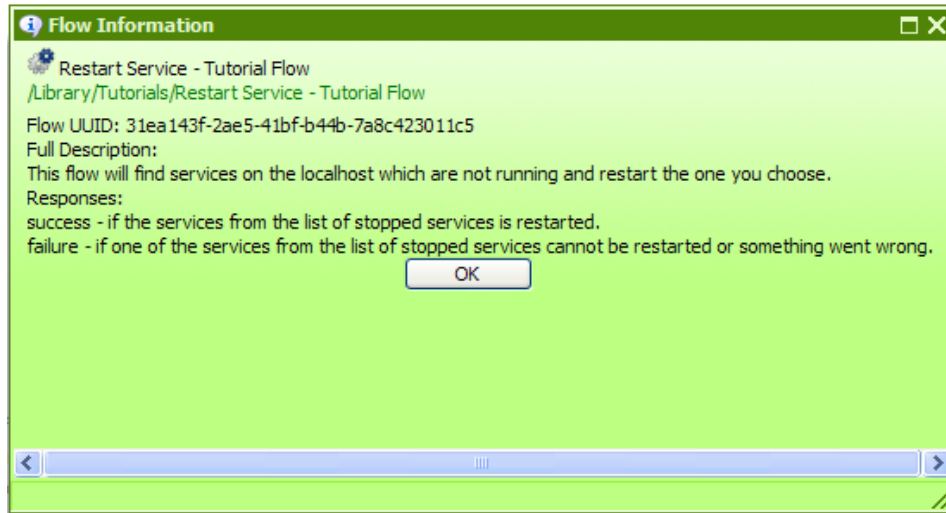 Flow Information
Restart Service - Tutorial Flow
/Library/Tutorials/Restart Service - Tutorial Flow
Flow UUID: 31ea143f-2ae5-41bf-b44b-7a8c423011c5
Full Description:
This flow will find services on the localhost which are not running and restart the one you choose.
Responses:
success - if the services from the list of stopped services is restarted.
failure - if one of the services from the list of stopped services cannot be restarted or something went wrong.
OK